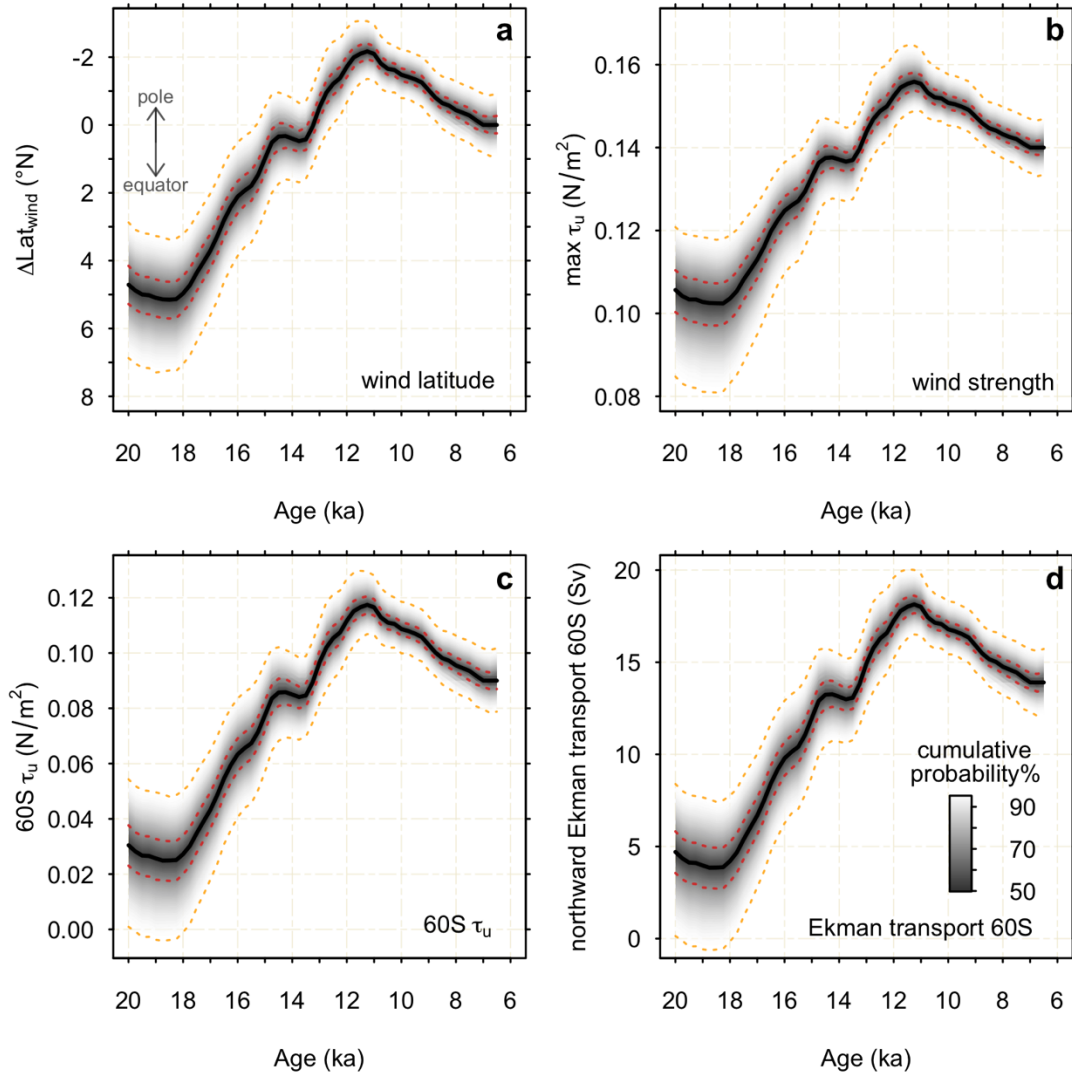 a
-2
0
2
4
6
8
ΔLat_wind (°N)
pole
equator
wind latitude
20 18 16 14 12 10 8 6
Age (ka)
b
0.16
0.14
0.12
0.10
0.08
max τ_u (N/m²)
wind strength
20 18 16 14 12 10 8 6
Age (ka)
c
0.12
0.10
0.08
0.06
0.04
0.02
0.00
60S τ_u (N/m²)
60S τ_u
20 18 16 14 12 10 8 6
Age (ka)
d
20
15
10
5
0
northward Ekman transport 60S (Sv)
cumulative
probability%
90
70
50
Ekman transport 60S
20 18 16 14 12 10 8 6
Age (ka)